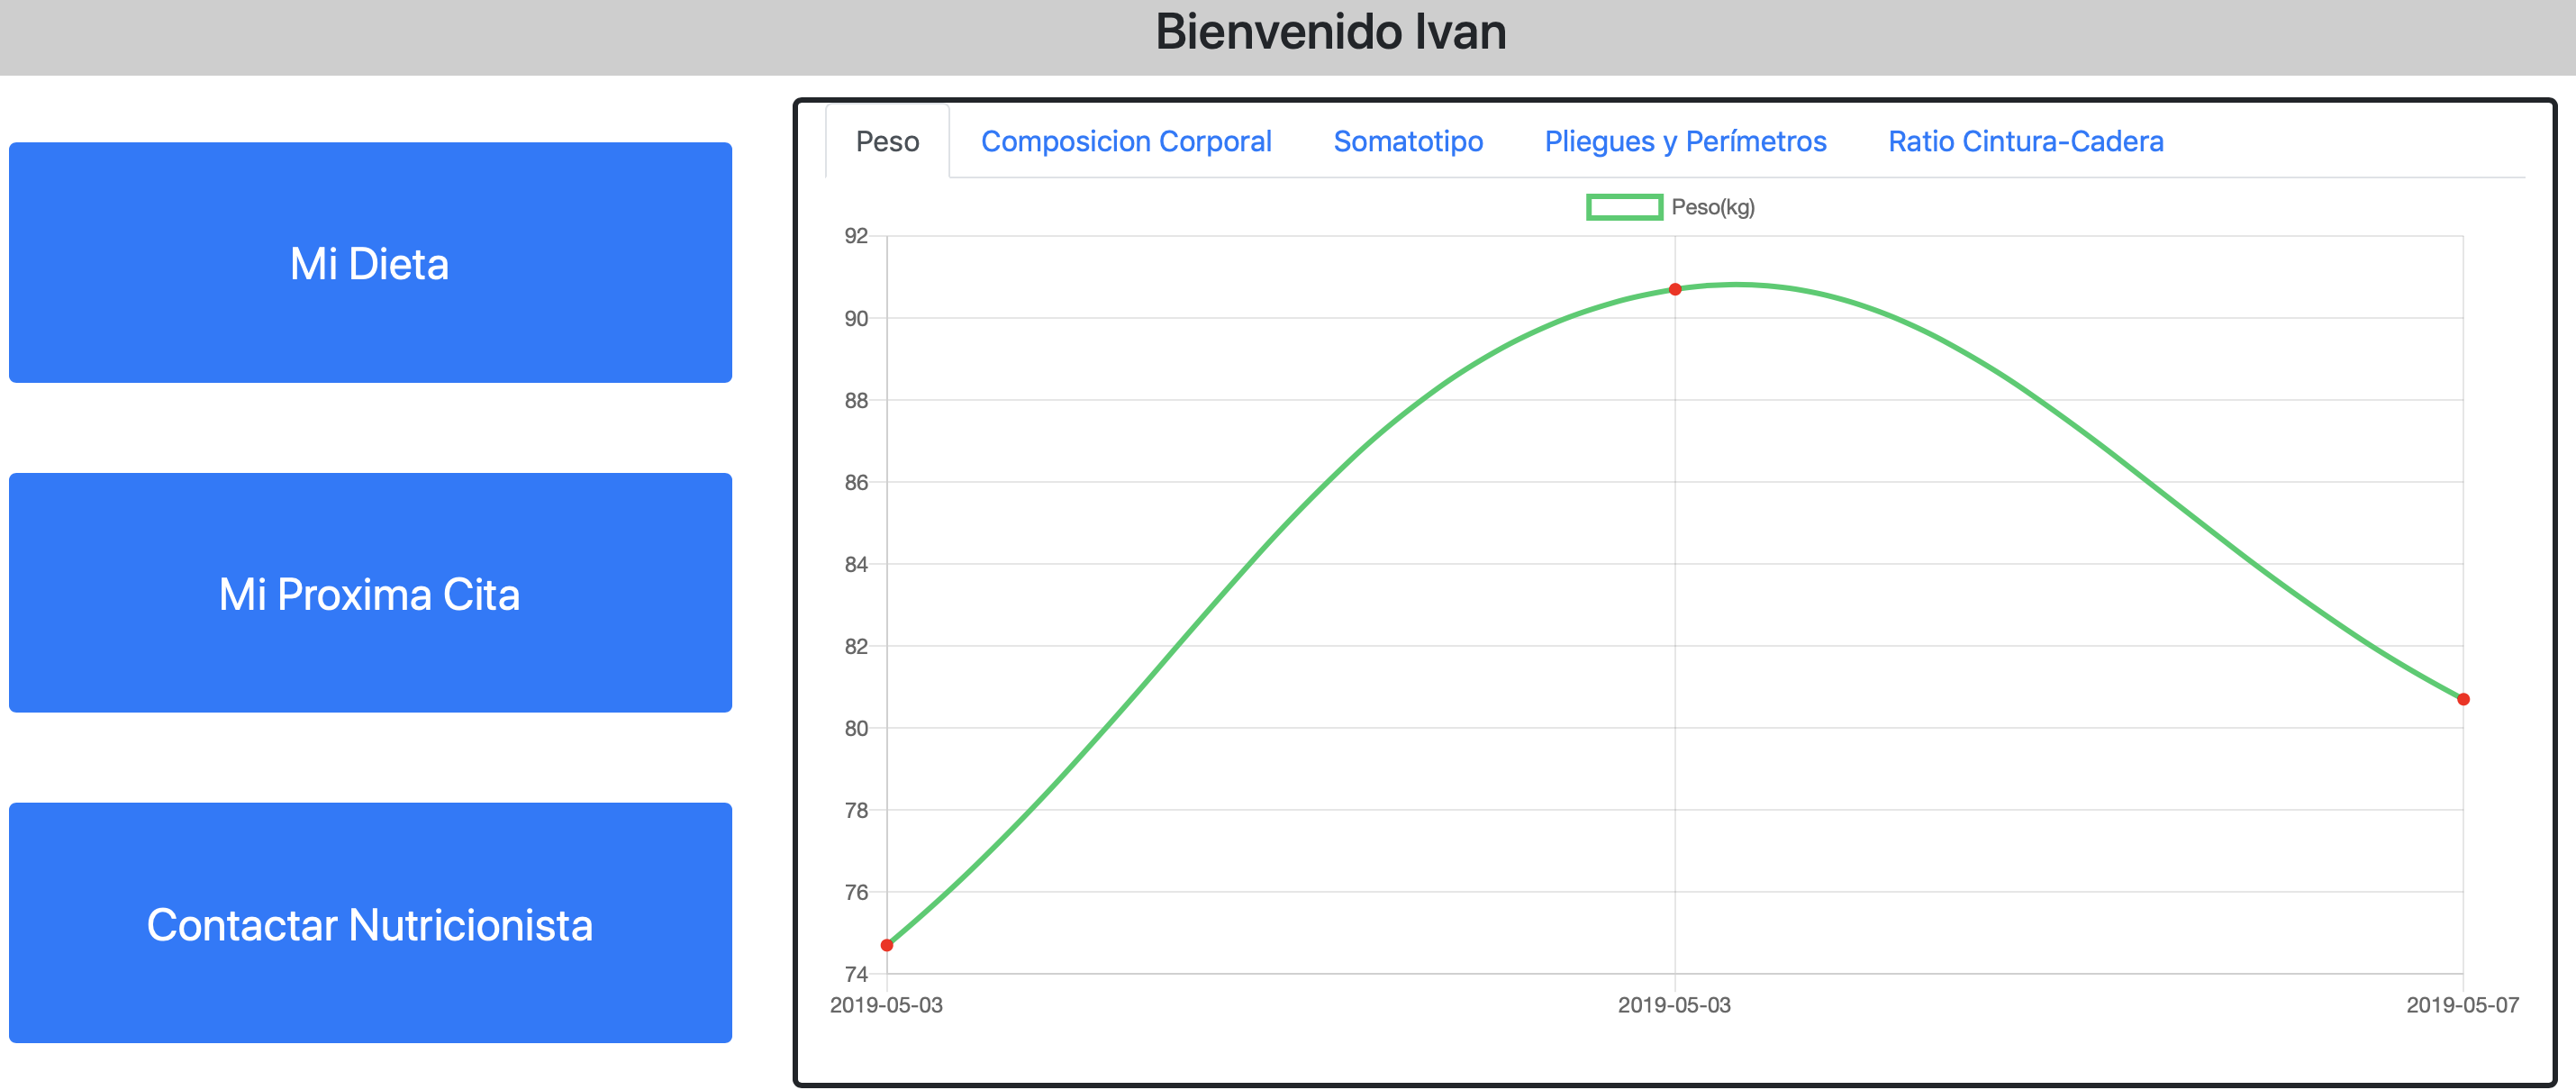 Bienvenido Ivan
Mi Dieta
Mi Proxima Cita
Contactar Nutricionista
Peso Composicion Corporal Somatotipo Pliegues y Perímetros Ratio Cintura-Cadera
Peso(kg)
92
90
88
86
84
82
80
78
76
74
2019-05-03 2019-05-03 2019-05-07